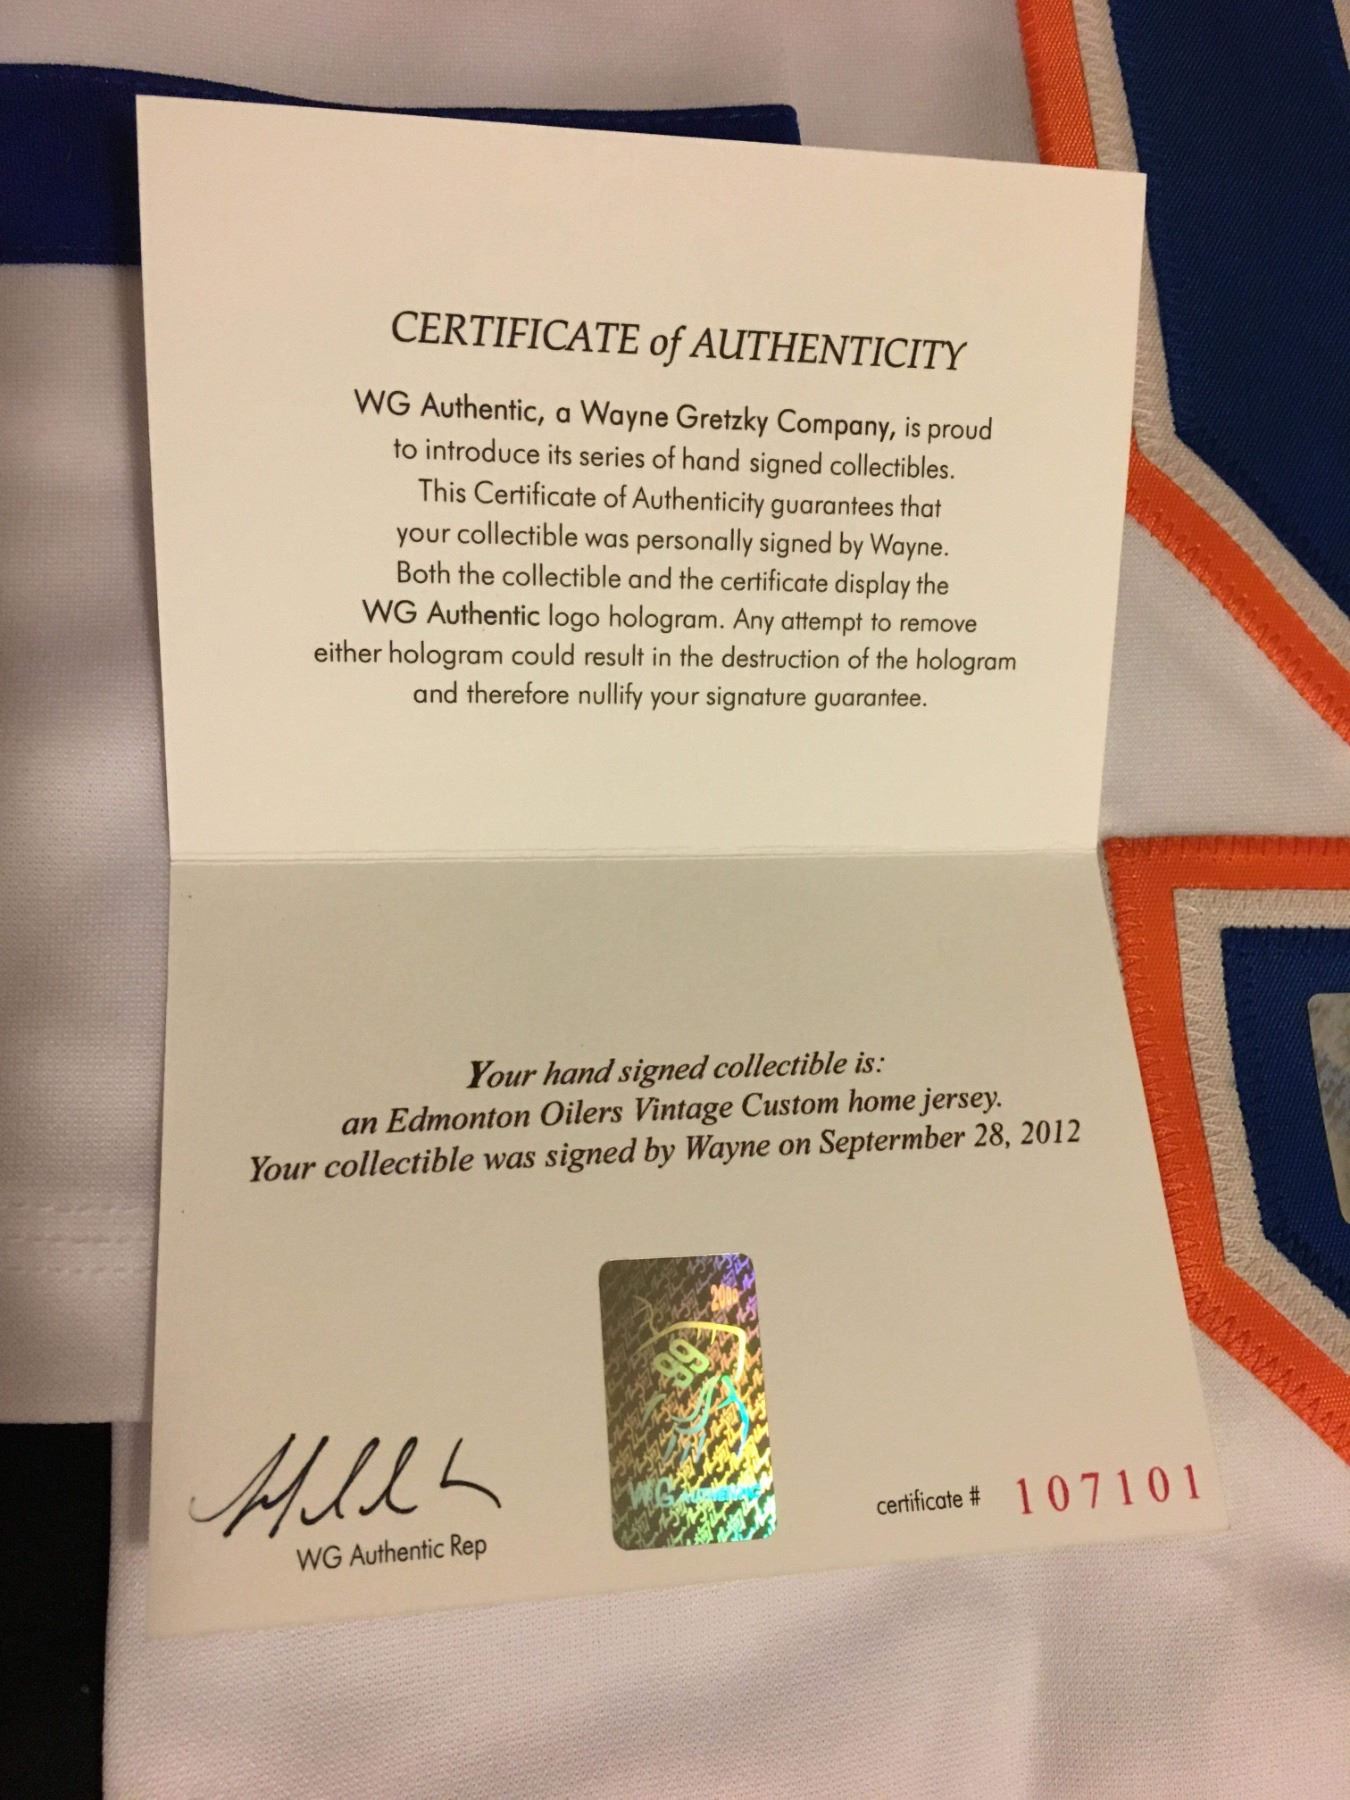 CERTIFICATE of AUTHENTICITY
WG Authentic, a Wayne Gretzky Company, is proud
to introduce its series of hand signed collectibles.
This Certificate of Authenticity guarantees that
your collectible was personally signed by Wayne.
Both the collectible and the certificate display the
WG Authentic logo hologram. Any attempt to remove
either hologram could result in the destruction of the hologram
and therefore nullify your signature guarantee.
Your hand signed collectible is:
an Edmonton Oilers Vintage Custom home jersey.
Your collectible was signed by Wayne on Septermber 28, 2012
99
WG AUTHENTIC
WG Authentic Rep
certificate # 107101